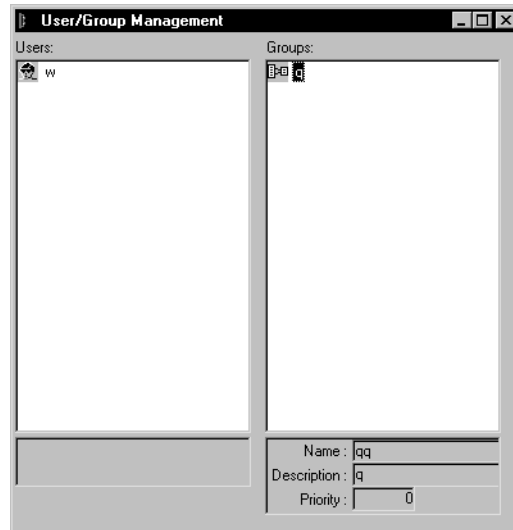 User/Group Management
Users:
Groups:
w
q
Name : qq
Description : q
Priority : 0